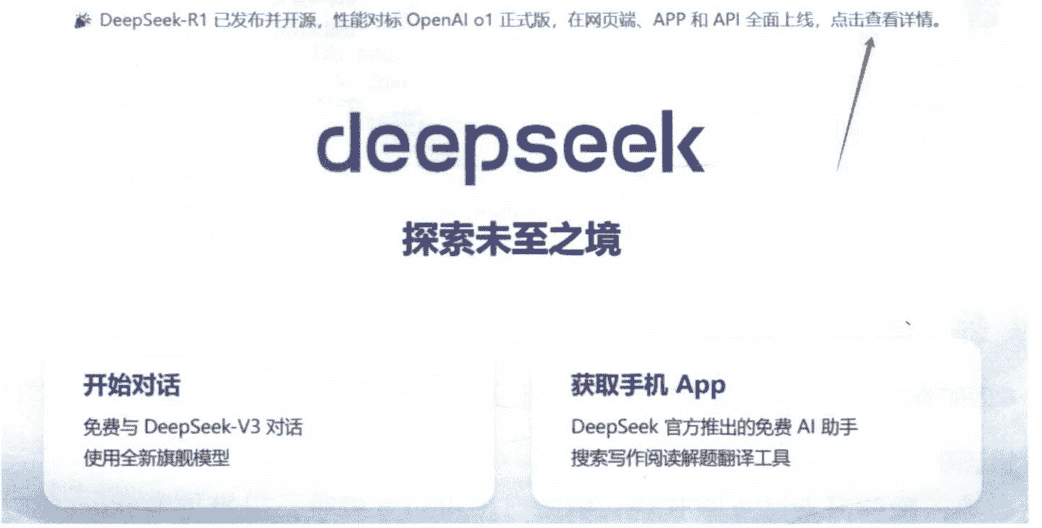 DeepSeek-R1 已发布并开源，性能对标 OpenAI o1 正式版，在网页端、APP 和 API 全面上线，点击查看详情。
deepseek
探索未至之境
开始对话
免费与 DeepSeek-V3 对话
使用全新旗舰模型
获取手机 App
DeepSeek 官方推出的免费 AI 助手
搜索写作阅读解题翻译工具